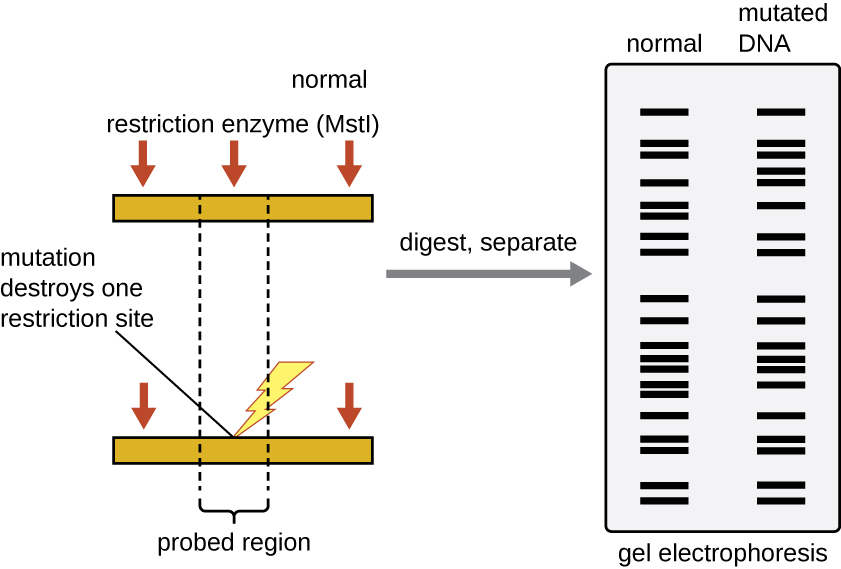 normal
restriction enzyme (MstI)
mutation
destroys one
restriction site
probed region
digest, separate
normal
mutated
DNA
gel electrophoresis